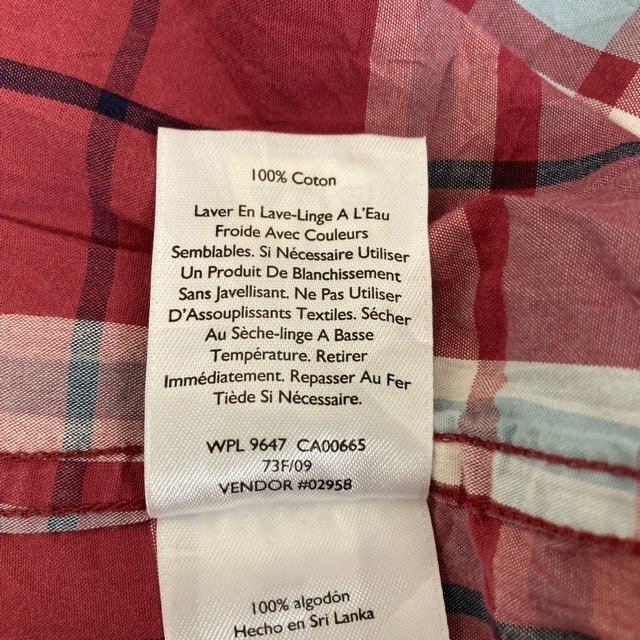 100% Coton
Laver En Lave-Linge A L'Eau
Froide Avec Couleurs
Semblables. Si Nécessaire Utiliser
Un Produit De Blanchissement
Sans Javellisant. Ne Pas Utiliser
D'Assouplissants Textiles. Sécher
Au Sèche-linge A Basse
Température. Retirer
Immédiatement. Repasser Au Fer
Tiède Si Nécessaire.
WPL 9647 CA00665
73F/09
VENDOR #02958
100% algodón
Hecho en Sri Lanka